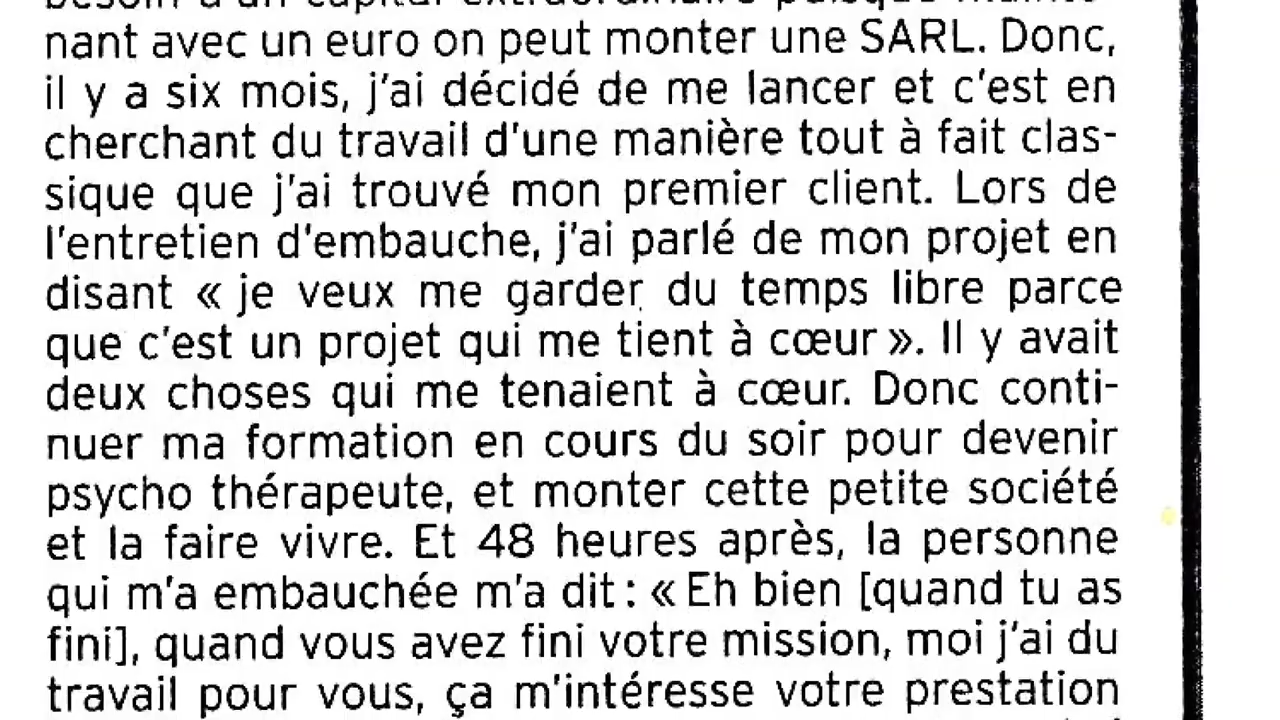 besoin d'un capital extraordinaire puisque mainte-
nant avec un euro on peut monter une SARL. Donc,
il y a six mois, j'ai décidé de me lancer et c'est en
cherchant du travail d'une manière tout à fait clas-
sique que j'ai trouvé mon premier client. Lors de
l'entretien d'embauche, j'ai parlé de mon projet en
disant « je veux me garder du temps libre parce
que c'est un projet qui me tient à cœur ». Il y avait
deux choses qui me tenaient à cœur. Donc conti-
nuer ma formation en cours du soir pour devenir
psycho thérapeute, et monter cette petite société
et la faire vivre. Et 48 heures après, la personne
qui m'a embauchée m'a dit : « Eh bien [quand tu as
fini], quand vous avez fini votre mission, moi j'ai du
travail pour vous, ça m'intéresse votre prestation